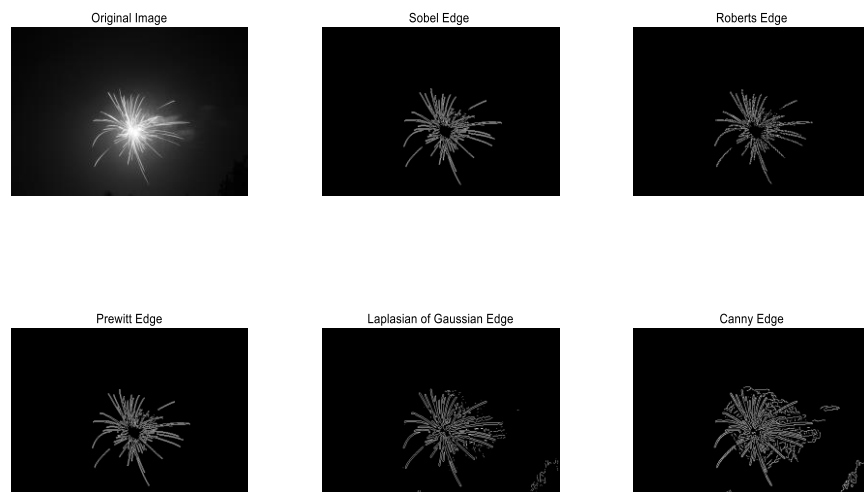 Original Image
Sobel Edge
Roberts Edge
Prewitt Edge
Laplasian of Gaussian Edge
Canny Edge